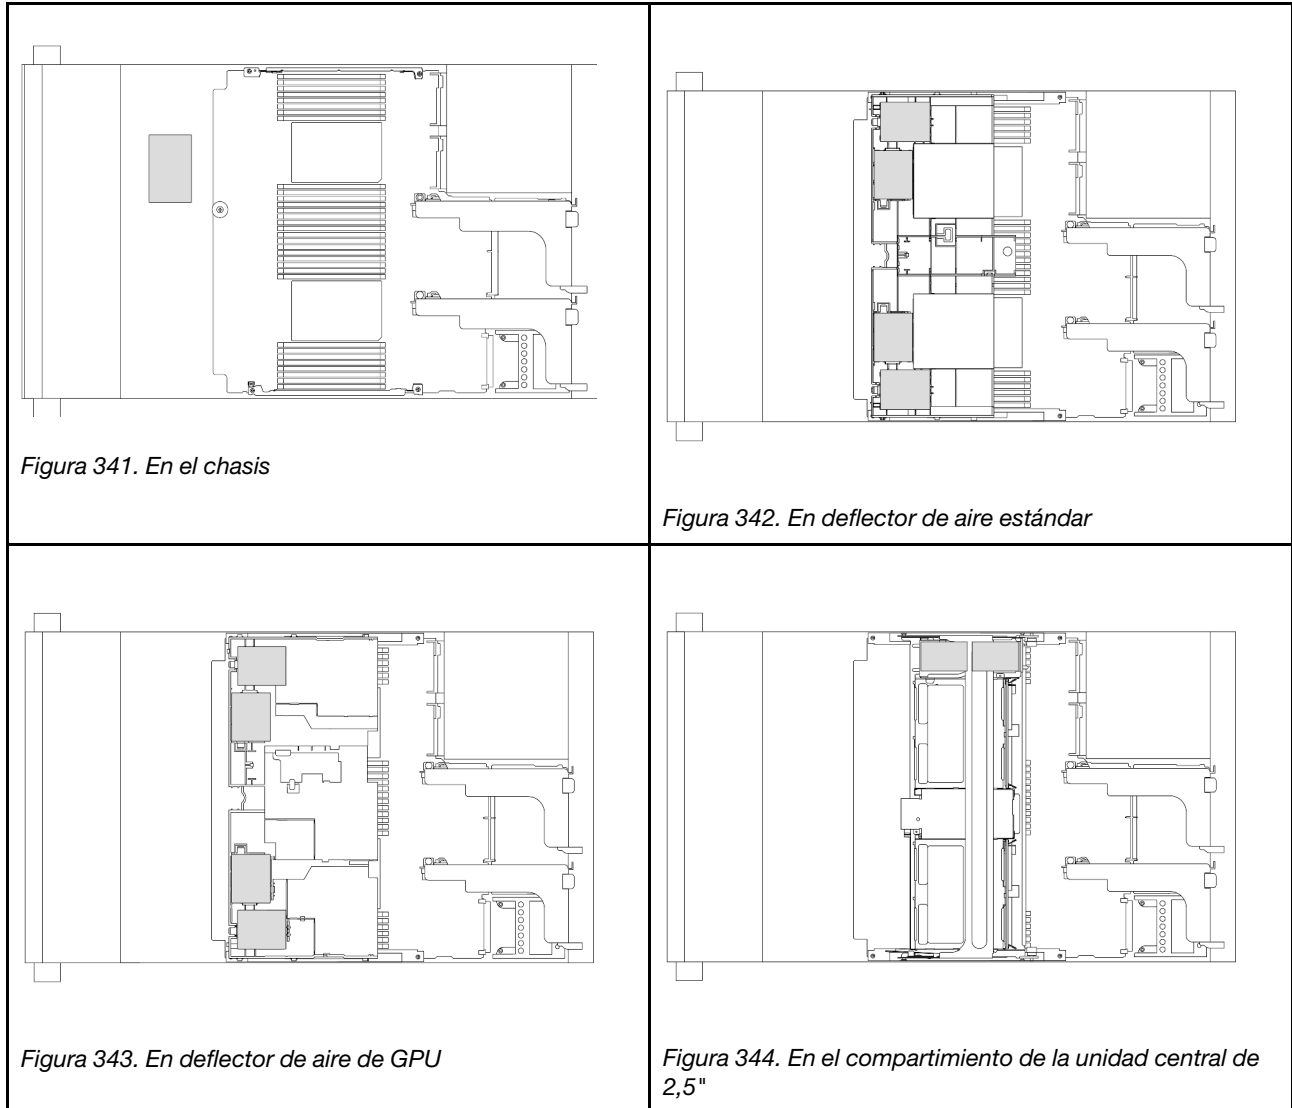 Figura 341. En el chasis
Figura 342. En deflector de aire estándar
Figura 343. En deflector de aire de GPU
Figura 344. En el compartimiento de la unidad central de
2,5"